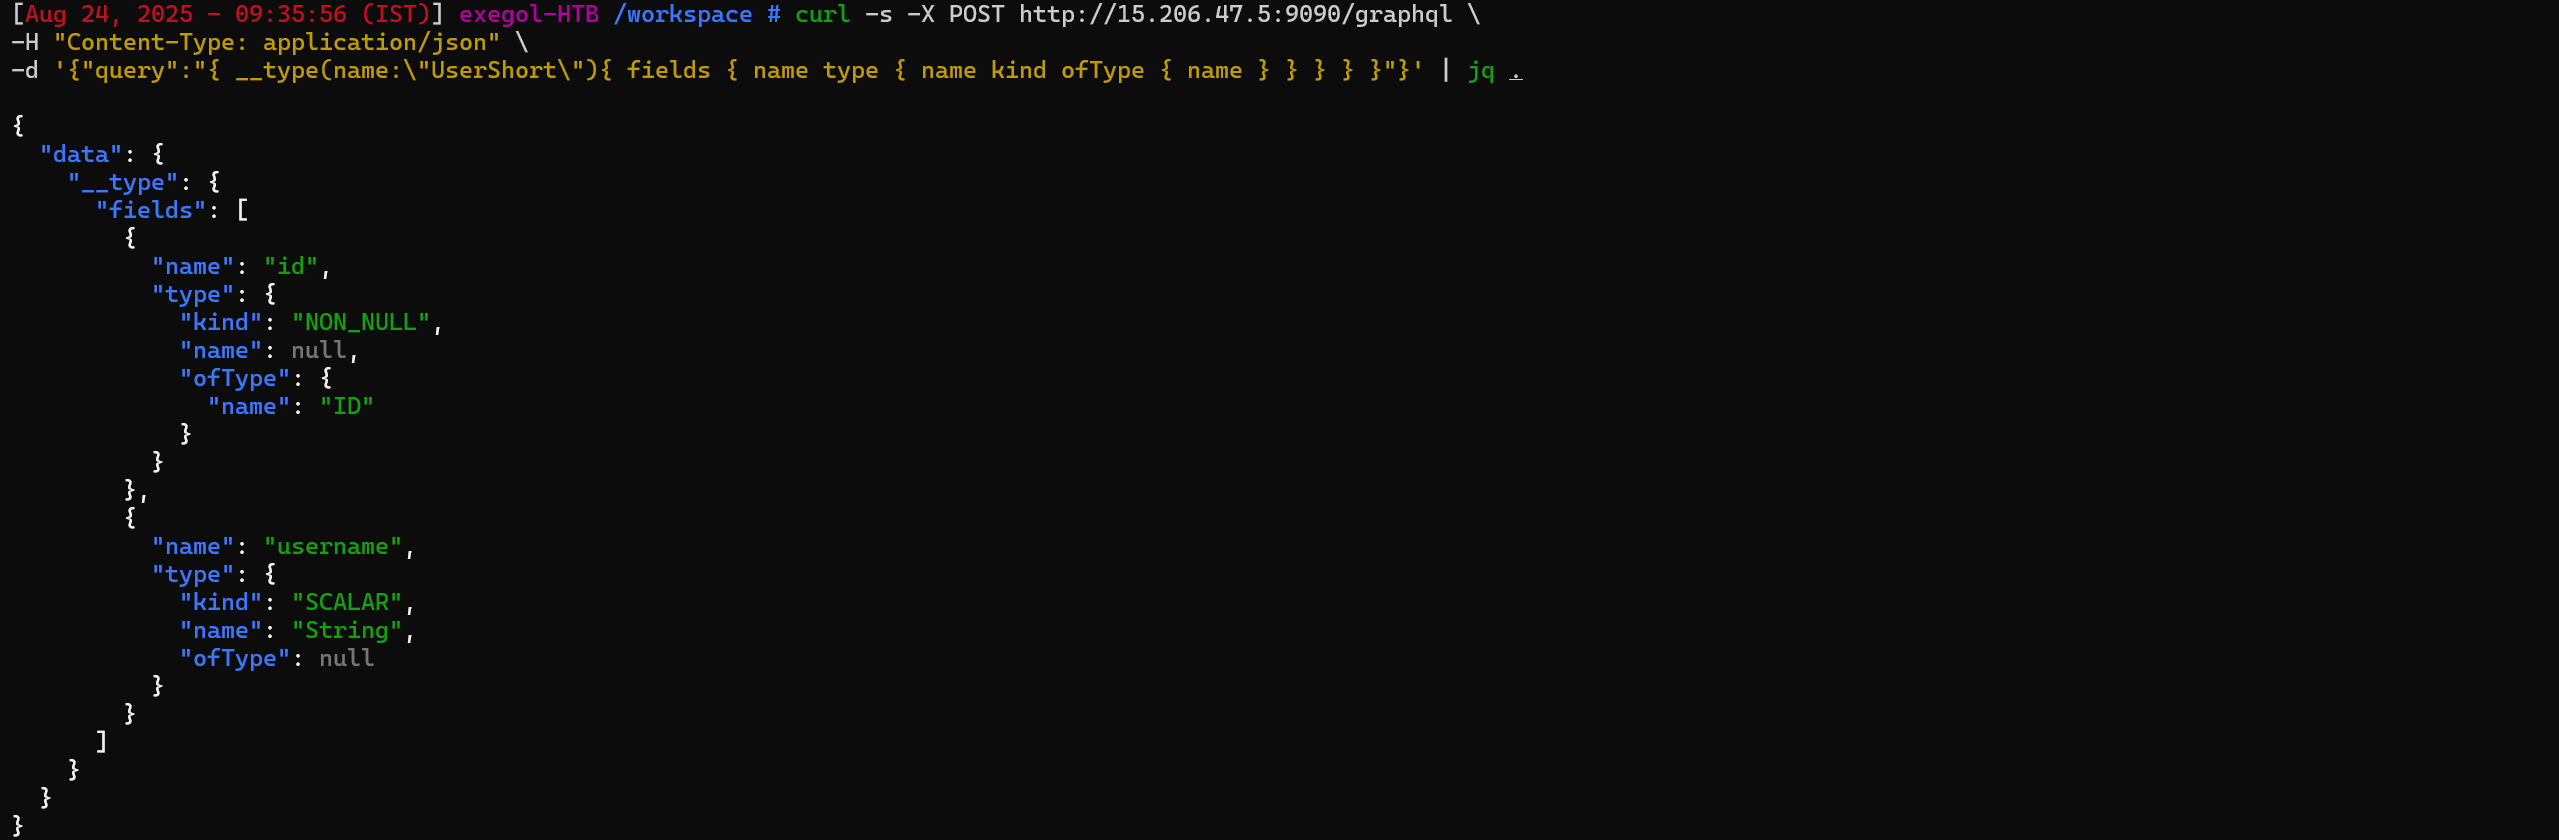 [Aug 24, 2025 - 09:35:56 (IST)] exegol-HTB /workspace # curl -s -X POST http://15.206.47.5:9090/graphql \
-H "Content-Type: application/json" \
-d '{"query":"{ __type(name:\"UserShort\"){ fields { name type { name kind ofType { name } } } } }"}' | jq .
{
  "data": {
    "__type": {
      "fields": [
        {
          "name": "id",
          "type": {
            "kind": "NON_NULL",
            "name": null,
            "ofType": {
              "name": "ID"
            }
          }
        },
        {
          "name": "username",
          "type": {
            "kind": "SCALAR",
            "name": "String",
            "ofType": null
          }
        }
      ]
    }
  }
}